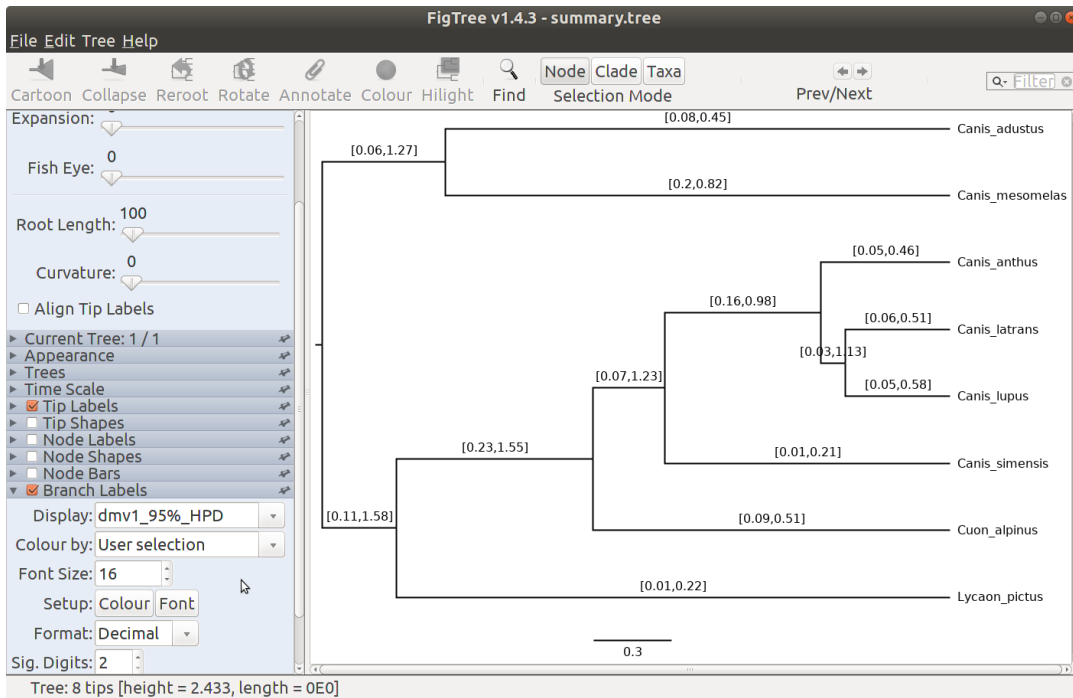 FigTree v1.4.3 - summary.tree
File Edit Tree Help
Cartoon Collapse Reroot Rotate Annotate Colour Hilight Find
Node Clade Taxa
Selection Mode
Prev/Next
Filter
Expansion:
Fish Eye: 0
Root Length: 100
Curvature: 0
Align Tip Labels
Current Tree: 1 / 1
Appearance
Trees
Time Scale
Tip Labels
Tip Shapes
Node Labels
Node Shapes
Node Bars
Branch Labels
Display: dmv1_95%_HPD
Colour by: User selection
Font Size: 16
Setup: Colour Font
Format: Decimal
Sig. Digits: 2
[0.08,0.45] Canis_adustus
[0.06,1.27]
[0.2,0.82] Canis_mesomelas
[0.05,0.46] Canis_anthus
[0.16,0.98]
[0.06,0.51] Canis_latrans
[0.03,1.13]
[0.07,1.23]
[0.05,0.58] Canis_lupus
[0.23,1.55]
[0.01,0.21] Canis_simensis
[0.11,1.58]
[0.09,0.51] Cuon_alpinus
[0.01,0.22] Lycaon_pictus
0.3
Tree: 8 tips [height = 2.433, length = 0E0]